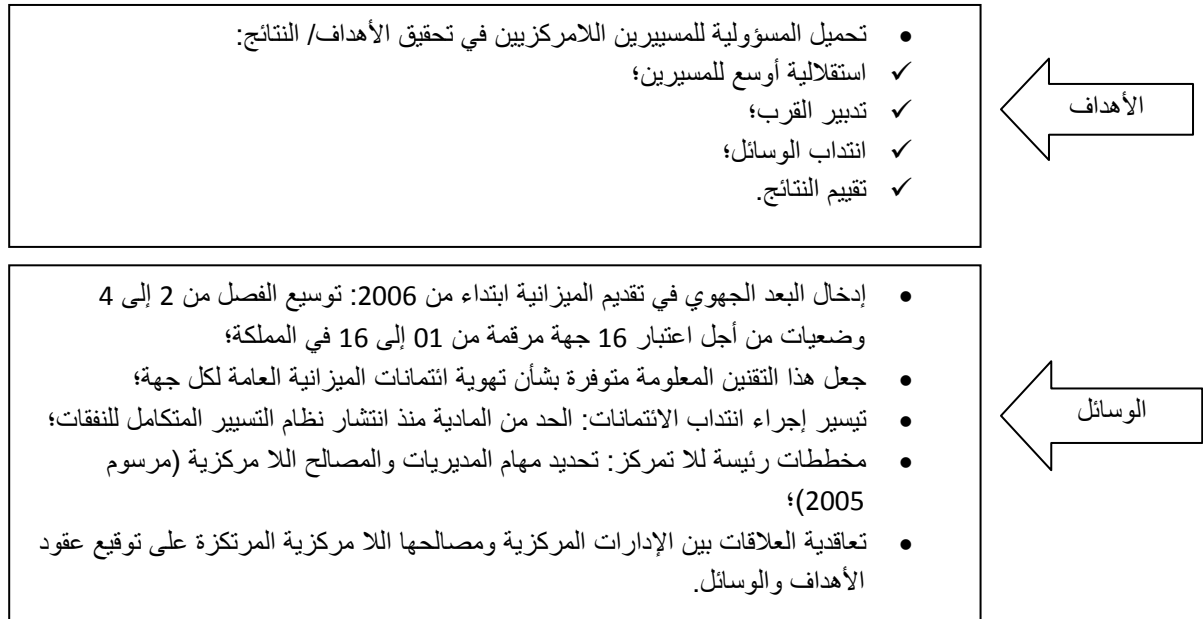 • تحميل المسؤولية للمسييرين اللامركزيين في تحقيق الأهداف/ النتائج:
✓ استقلالية أوسع للمسيرين؛
✓ تدبير القرب؛
✓ انتداب الوسائل؛
✓ تقييم النتائج.
الأهداف
• إدخال البعد الجهوي في تقديم الميزانية ابتداء من 2006: توسيع الفصل من 2 إلى 4
وضعيات من أجل اعتبار 16 جهة مرقمة من 01 إلى 16 في المملكة؛
• جعل هذا التقنين المعلومة متوفرة بشأن تهوية ائتمانات الميزانية العامة لكل جهة؛
• تيسير إجراء انتداب الائتمانات: الحد من المادية منذ انتشار نظام التسيير المتكامل للنفقات؛
• مخططات رئيسة للا تمركز: تحديد مهام المديريات والمصالح اللا مركزية (مرسوم
2005)؛
• تعاقدية العلاقات بين الإدارات المركزية ومصالحها اللا مركزية المرتكزة على توقيع عقود
الأهداف والوسائل.
الوسائل